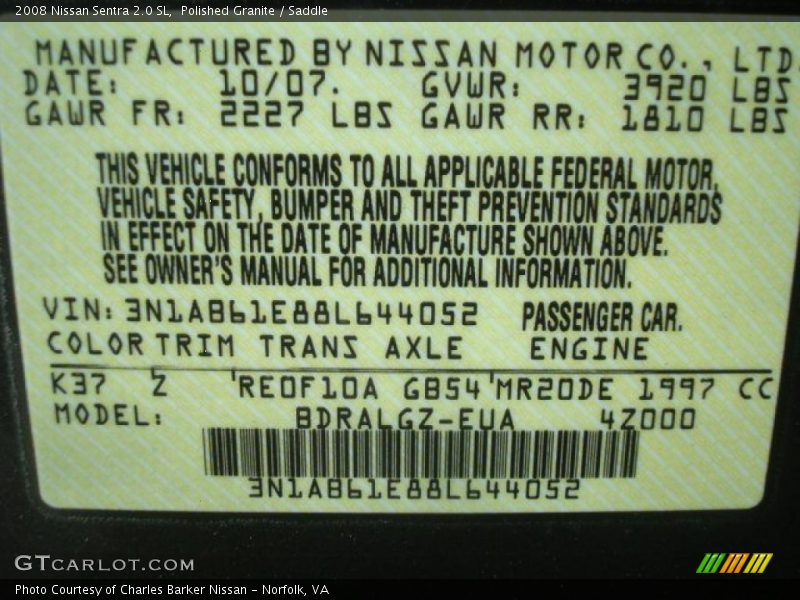 2008 Nissan Sentra 2.0 SL,  Polished Granite / Saddle
MANUFACTURED BY NISSAN MOTOR CO., LTD.
DATE: 10/07. GVWR: 3920 LBS
GAWR FR: 2227 LBS GAWR RR: 1810 LBS
THIS VEHICLE CONFORMS TO ALL APPLICABLE FEDERAL MOTOR,
VEHICLE SAFETY, BUMPER AND THEFT PREVENTION STANDARDS
IN EFFECT ON THE DATE OF MANUFACTURE SHOWN ABOVE.
SEE OWNER'S MANUAL FOR ADDITIONAL INFORMATION.
VIN: 3N1AB61E88L644052 PASSENGER CAR.
COLOR TRIM TRANS AXLE ENGINE
K37 Z RE0F10A GB54 MR20DE 1997 CC
MODEL: BDRALGZ-EUA 4Z000
3N1AB61E88L644052
GTCARLOT.COM
Photo Courtesy of Charles Barker Nissan - Norfolk, VA